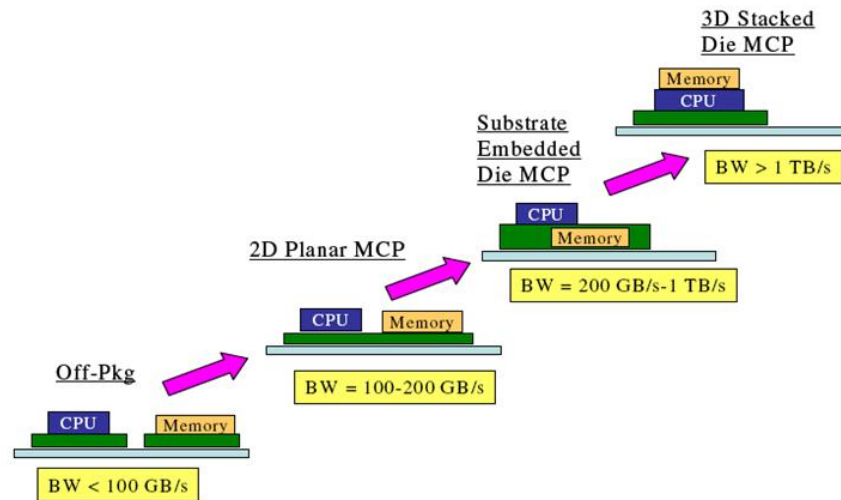 3D Stacked
Die MCP
Memory
CPU
BW > 1 TB/s
Substrate
Embedded
Die MCP
CPU
Memory
BW = 200 GB/s-1 TB/s
2D Planar MCP
CPU
Memory
BW = 100-200 GB/s
Off-Pkg
CPU
Memory
BW < 100 GB/s